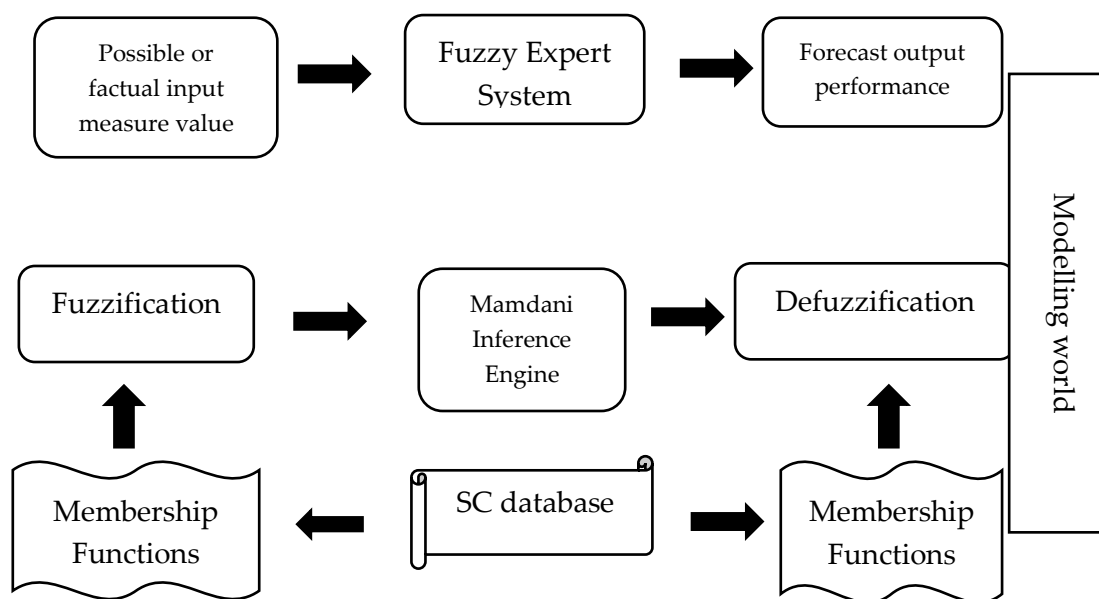 Possible or
factual input
measure value
Fuzzy Expert
System
Forecast output
performance
Modelling world
Fuzzification
Mamdani
Inference
Engine
Defuzzification
Membership
Functions
SC database
Membership
Functions